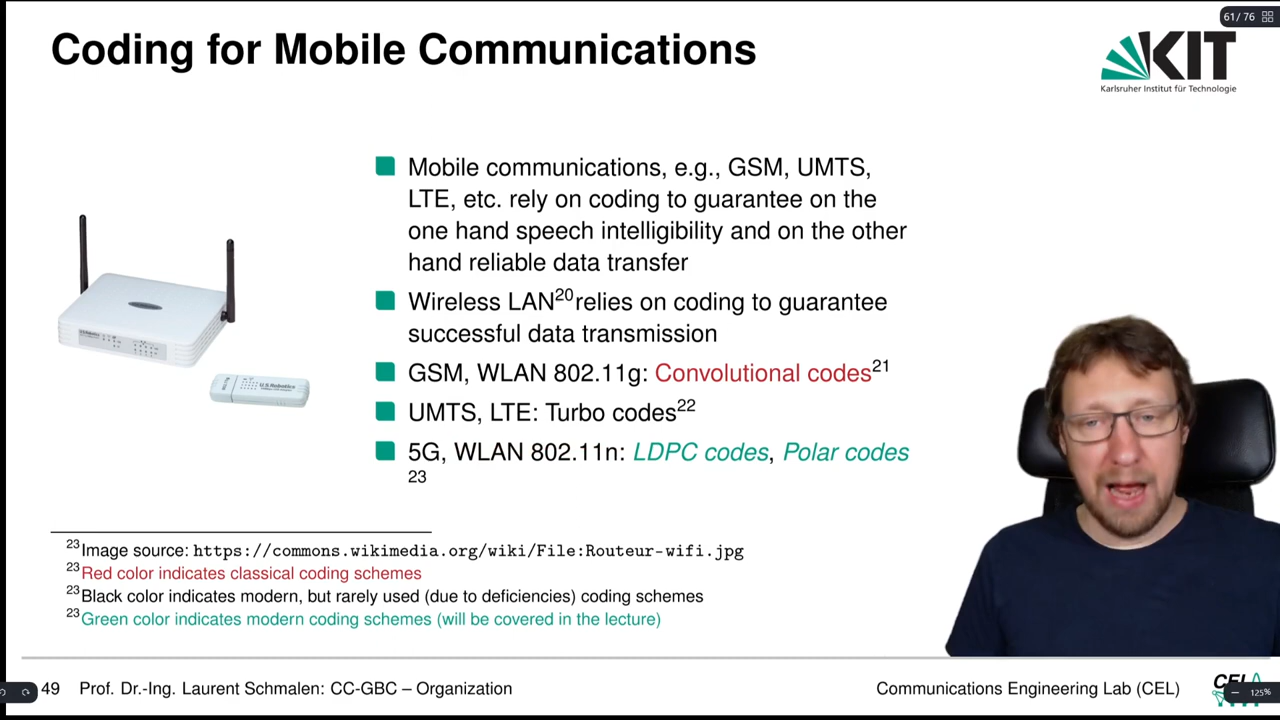 61 / 76
Coding for Mobile Communications
KIT
Karlsruher Institut für Technologie
Mobile communications, e.g., GSM, UMTS,
LTE, etc. rely on coding to guarantee on the
one hand speech intelligibility and on the other
hand reliable data transfer
Wireless LAN20relies on coding to guarantee
successful data transmission
GSM, WLAN 802.11g: Convolutional codes21
UMTS, LTE: Turbo codes22
5G, WLAN 802.11n: LDPC codes, Polar codes
23
U.S. Robotics
23Image source: https://commons.wikimedia.org/wiki/File:Routeur-wifi.jpg
23Red color indicates classical coding schemes
23Black color indicates modern, but rarely used (due to deficiencies) coding schemes
23Green color indicates modern coding schemes (will be covered in the lecture)
49 Prof. Dr.-Ing. Laurent Schmalen: CC-GBC – Organization
Communications Engineering Lab (CEL)
CEL
125%